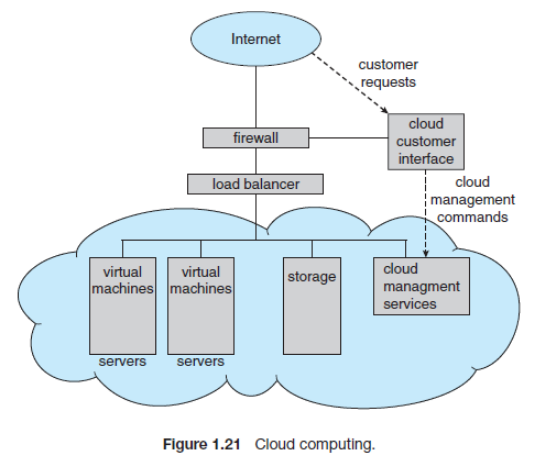 Internet
customer
requests
firewall
cloud
customer
interface
load balancer
cloud
management
commands
virtual
machines
virtual
machines
storage
cloud
managment
services
servers
servers
Figure 1.21 Cloud computing.